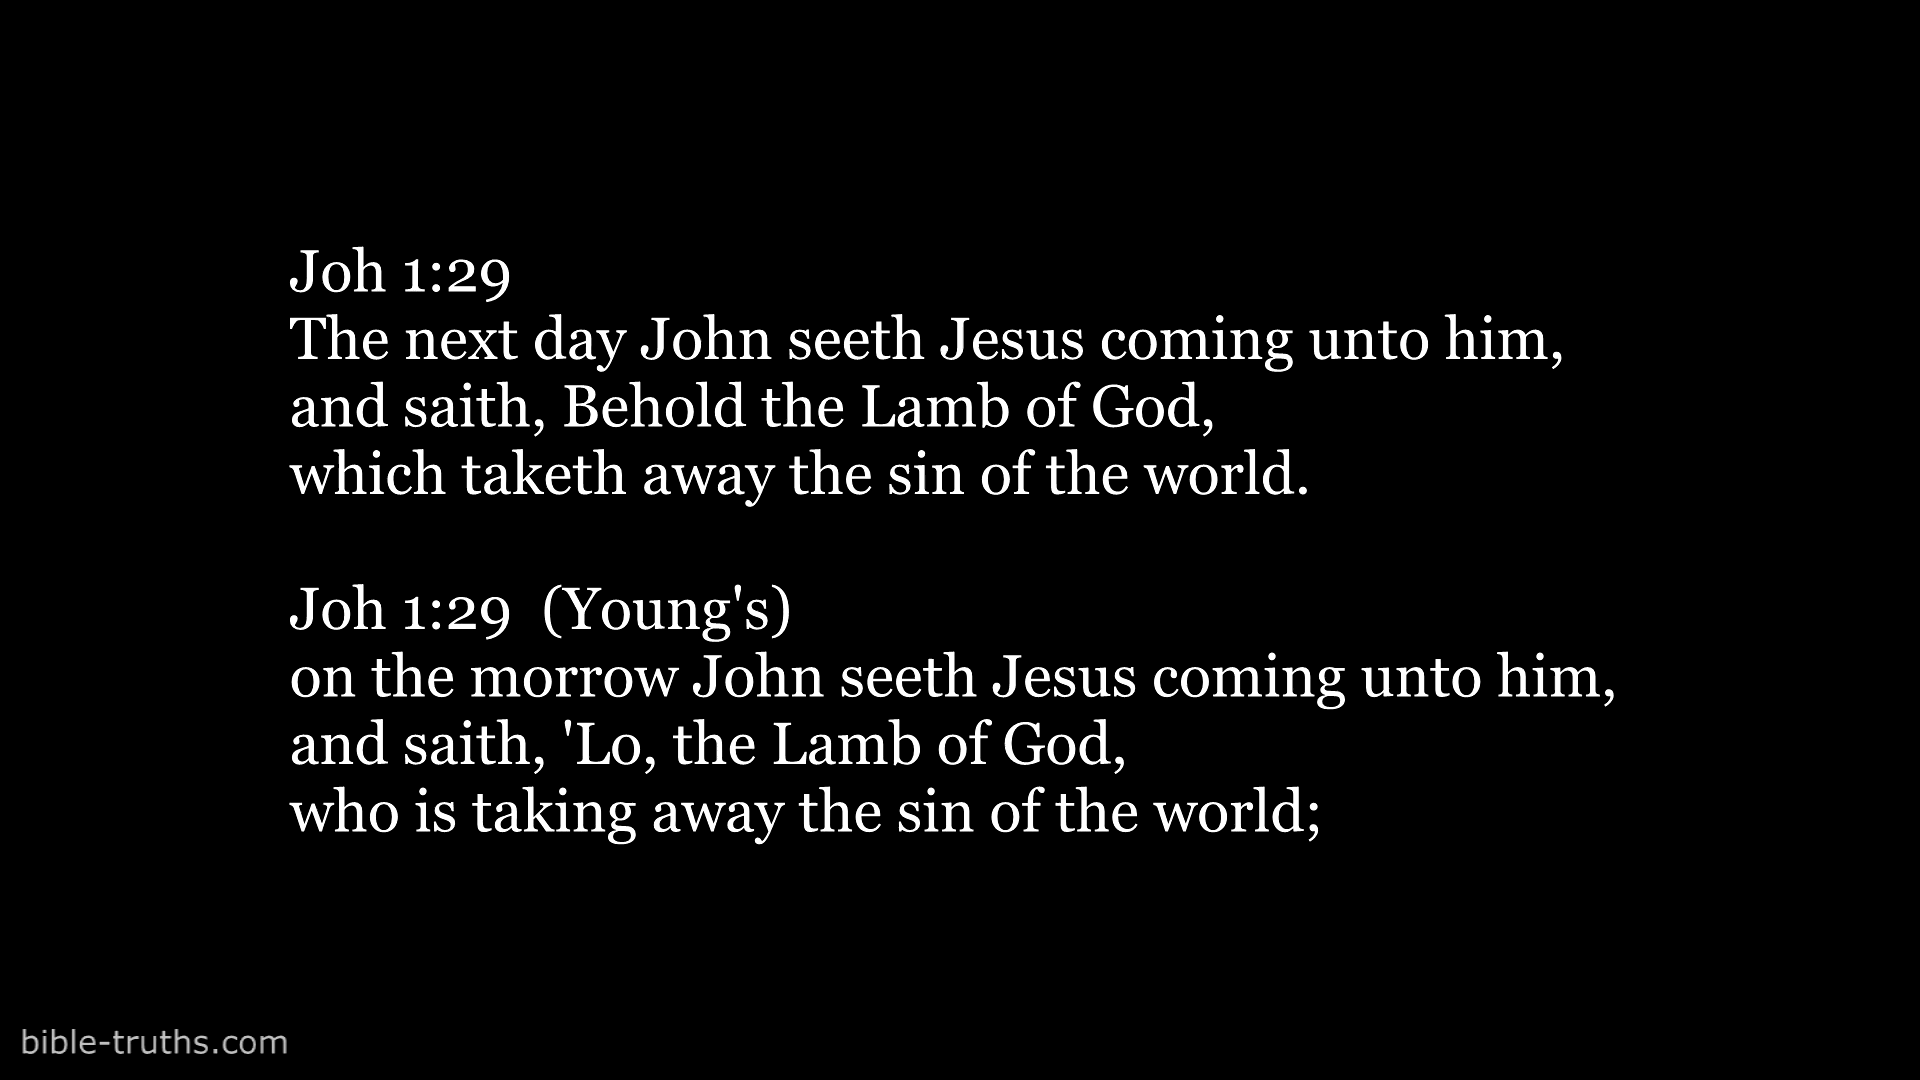 Joh 1:29
The next day John seeth Jesus coming unto him,
and saith, Behold the Lamb of God,
which taketh away the sin of the world.
Joh 1:29  (Young's)
on the morrow John seeth Jesus coming unto him,
and saith, 'Lo, the Lamb of God,
who is taking away the sin of the world;
bible-truths.com